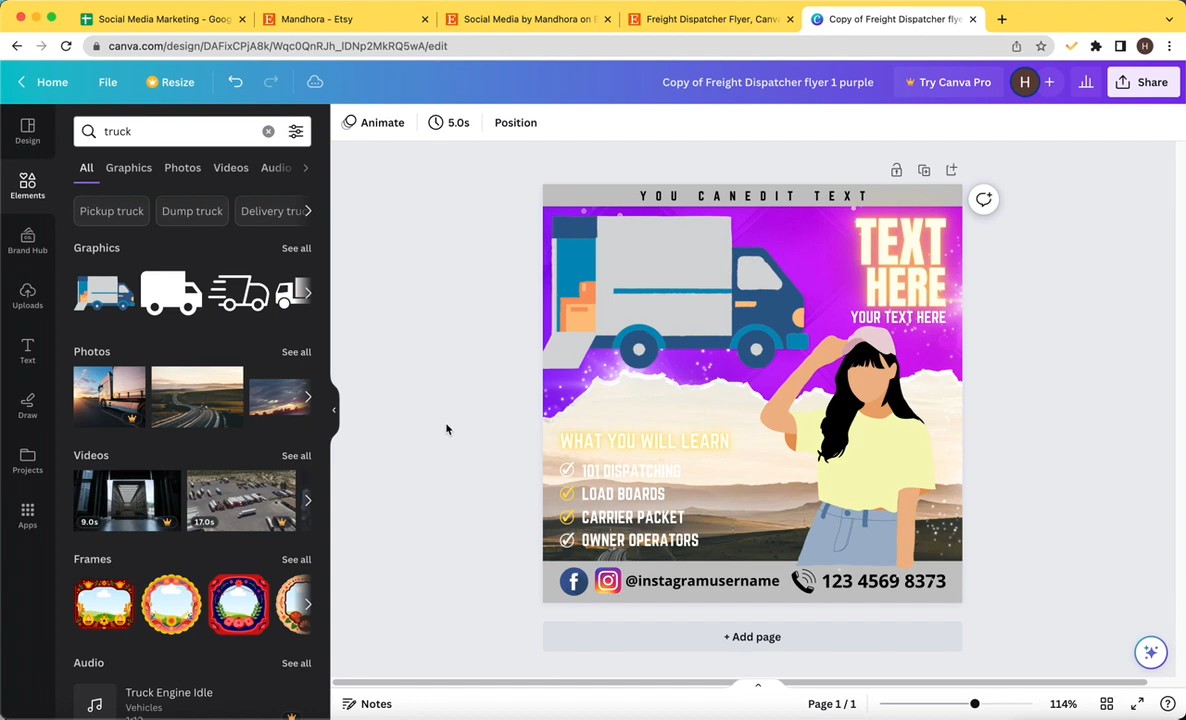 Social Media Marketing - Goog
Mandhora - Etsy
Social Media by Mandhora on E
Freight Dispatcher Flyer, Canva
Copy of Freight Dispatcher flye
canva.com/design/DAFixCPjA8k/Wqc0QnRJh_lDNp2MkRQ5wA/edit
H
Home
File
Resize
Copy of Freight Dispatcher flyer 1 purple
Try Canva Pro
H
Share
Design
Elements
Brand Hub
Uploads
Text
Draw
Projects
Apps
truck
All
Graphics
Photos
Videos
Audio
Pickup truck
Dump truck
Delivery truc
Graphics
See all
Photos
See all
Videos
See all
9.0s
17.0s
Frames
See all
Audio
See all
Truck Engine Idle
Vehicles
Animate
5.0s
Position
YOU CANEDIT TEXT
TEXT
HERE
YOUR TEXT HERE
WHAT YOU WILL LEARN
101 DISPATCHING
LOAD BOARDS
CARRIER PACKET
OWNER OPERATORS
@instagramusername
123 4569 8373
+ Add page
Notes
Page 1 / 1
114%